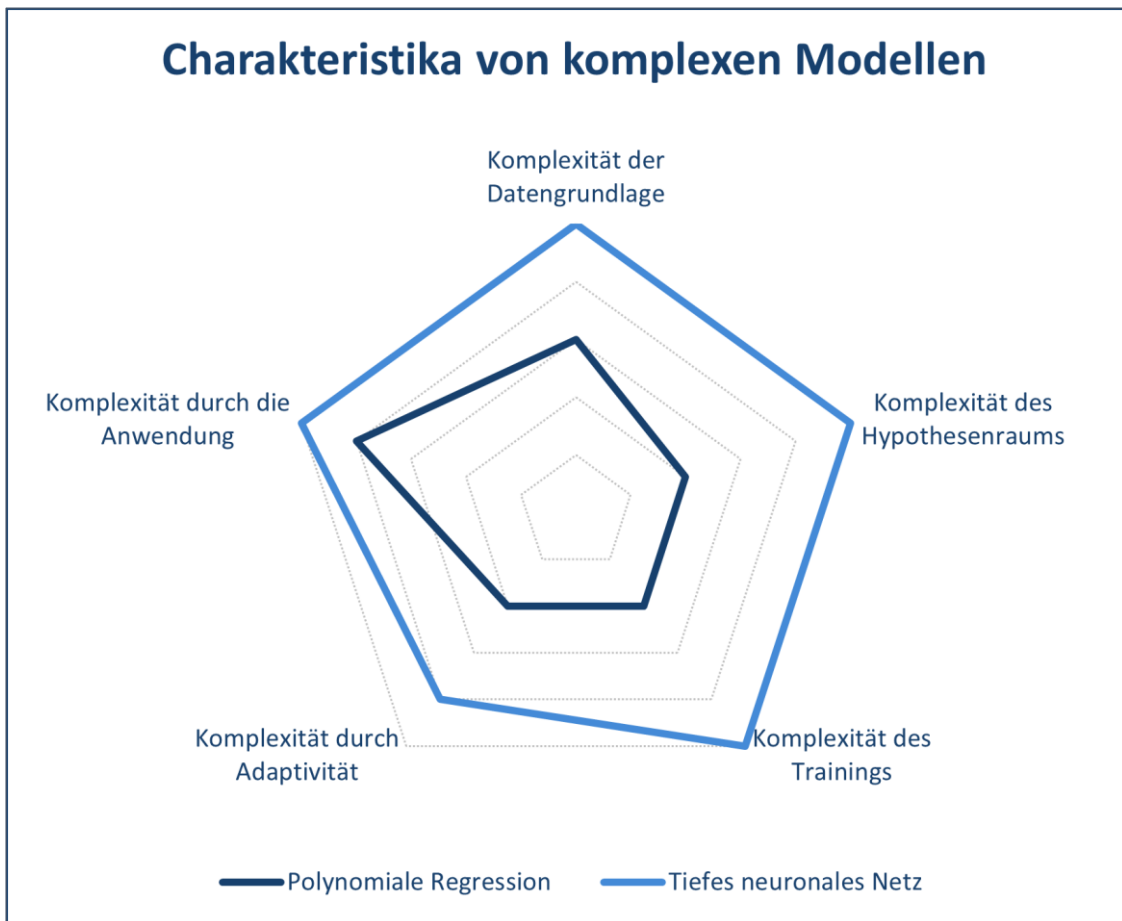 Charakteristika von komplexen Modellen
Komplexität der
Datengrundlage
Komplexität durch die
Anwendung
Komplexität des
Hypothesenraums
Komplexität durch
Adaptivität
Komplexität des
Trainings
Polynomiale Regression
Tiefes neuronales Netz